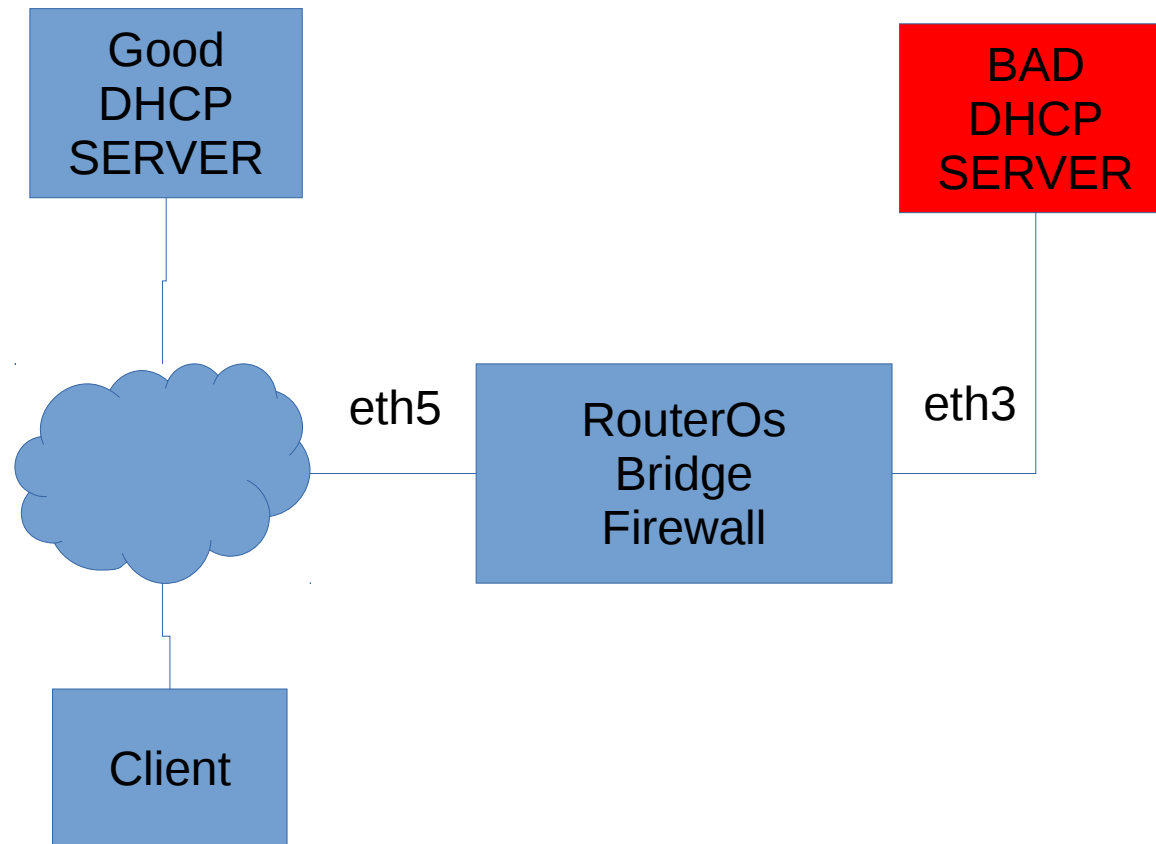 Good
DHCP
SERVER
BAD
DHCP
SERVER
eth5
RouterOs
Bridge
Firewall
eth3
Client